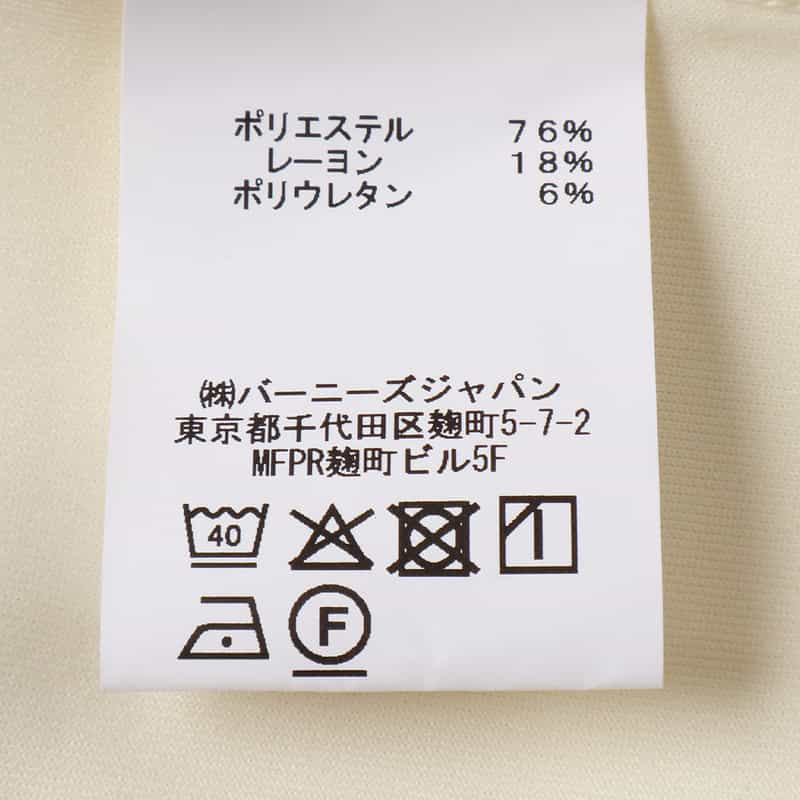 ポリエステル 76%
レーヨン 18%
ポリウレタン 6%
㈱バーニーズジャパン
東京都千代田区麹町5-7-2
MFPR麹町ビル5F
40
F